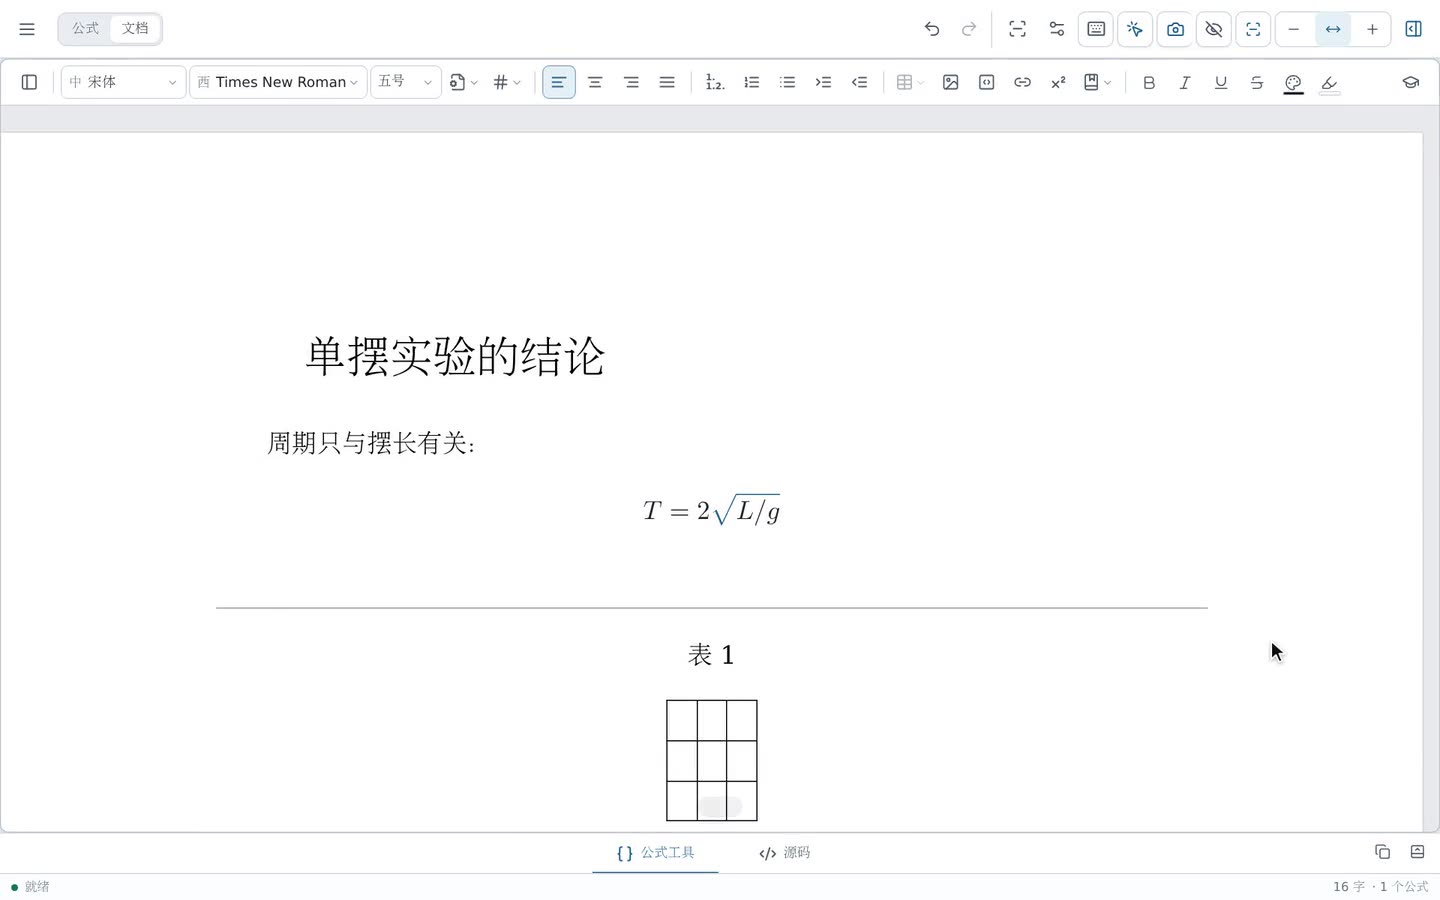 公式 文档
中 宋体 西 Times New Roman 五号
单摆实验的结论
周期只与摆长有关：
T = 2√L/g
表 1
公式工具 源码
就绪 16 字 · 1 个公式